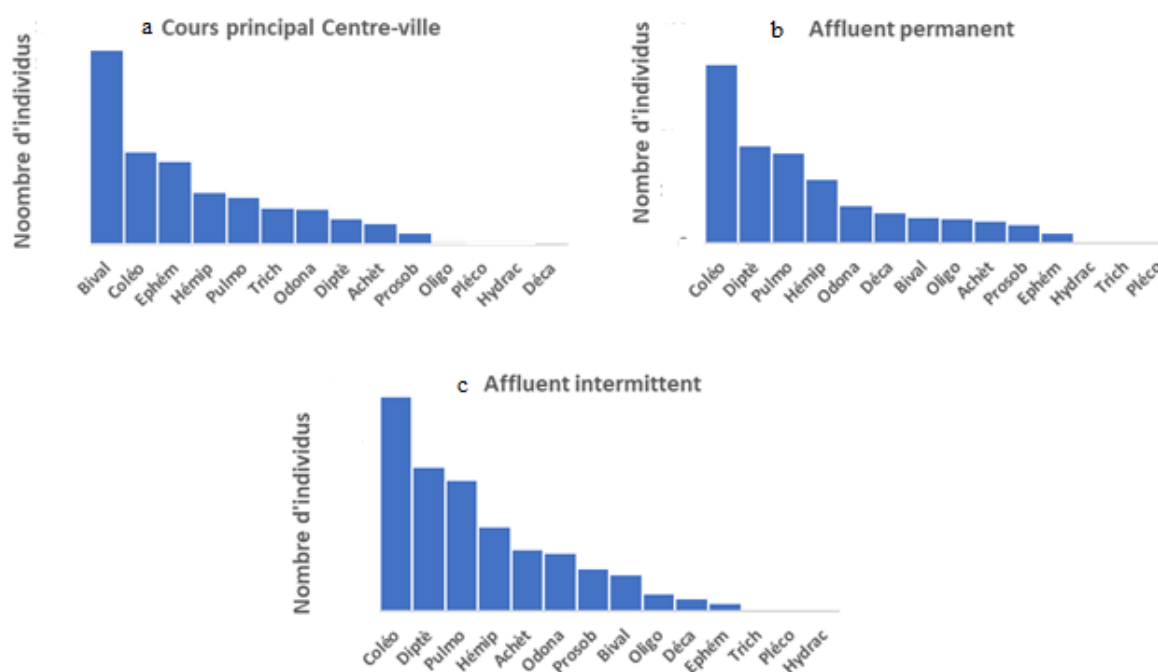 a Cours principal Centre-ville
Noombre d'individus
Bival Coléo Ephém Hémip Pulmo Trich Odona Diptè Achèt Prosob Oligo Pléco Hydrac Déca
b Affluent permanent
Nombre d'individus
Coléo Diptè Pulmo Hémip Odona Déca Bival Oligo Achèt Prosob Ephém Hydrac Trich Pléco
c Affluent intermittent
Nombre d'individus
Coléo Diptè Pulmo Hémip Achèt Odona Prosob Bival Oligo Déca Ephém Trich Pléco Hydrac